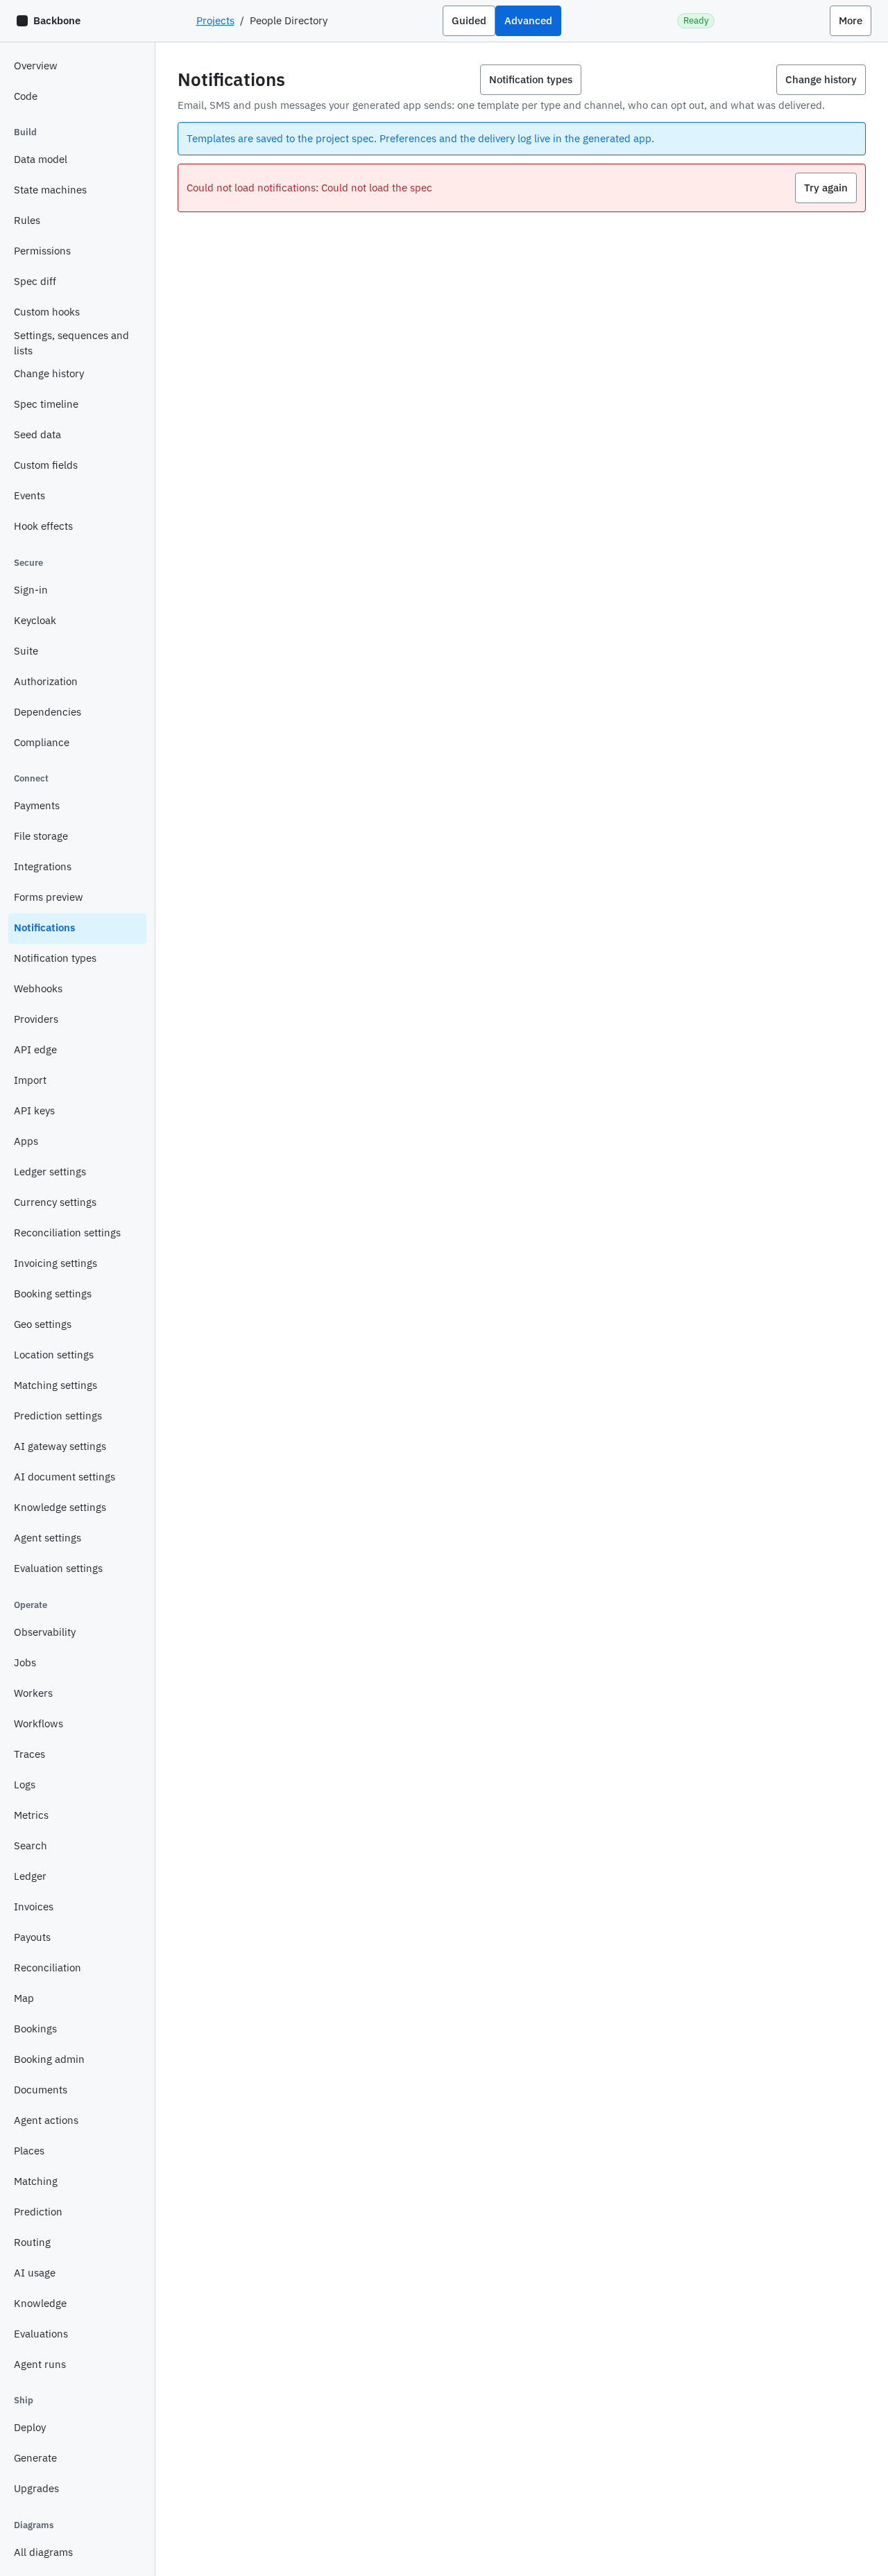 Backbone
Projects / People Directory
Guided
Advanced
Ready
More
Overview
Code
Build
Data model
State machines
Rules
Permissions
Spec diff
Custom hooks
Settings, sequences and
lists
Change history
Spec timeline
Seed data
Custom fields
Events
Hook effects
Secure
Sign-in
Keycloak
Suite
Authorization
Dependencies
Compliance
Connect
Payments
File storage
Integrations
Forms preview
Notifications
Notification types
Webhooks
Providers
API edge
Import
API keys
Apps
Ledger settings
Currency settings
Reconciliation settings
Invoicing settings
Booking settings
Geo settings
Location settings
Matching settings
Prediction settings
AI gateway settings
AI document settings
Knowledge settings
Agent settings
Evaluation settings
Operate
Observability
Jobs
Workers
Workflows
Traces
Logs
Metrics
Search
Ledger
Invoices
Payouts
Reconciliation
Map
Bookings
Booking admin
Documents
Agent actions
Places
Matching
Prediction
Routing
AI usage
Knowledge
Evaluations
Agent runs
Ship
Deploy
Generate
Upgrades
Diagrams
All diagrams
Notifications
Notification types
Change history
Email, SMS and push messages your generated app sends: one template per type and channel, who can opt out, and what was delivered.
Templates are saved to the project spec. Preferences and the delivery log live in the generated app.
Could not load notifications: Could not load the spec
Try again